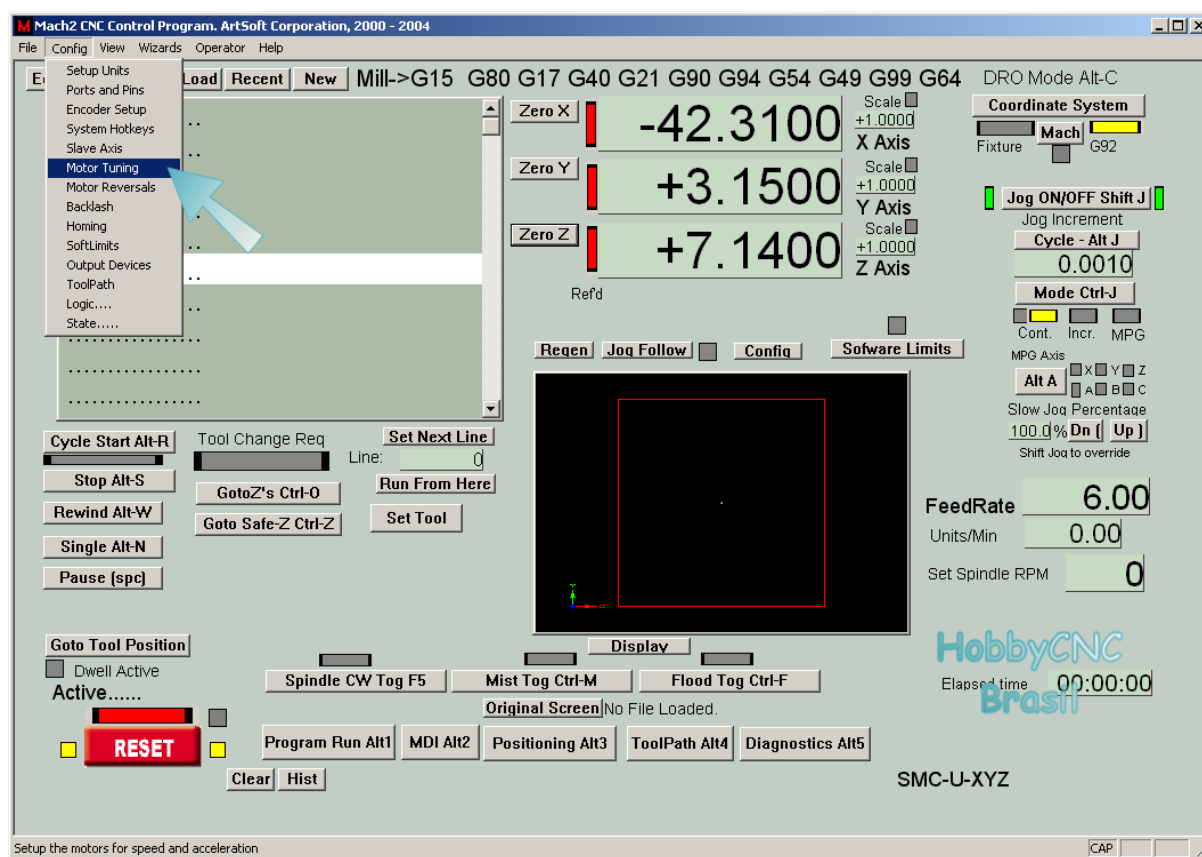 Mach2 CNC Control Program. ArtSoft Corporation, 2000 - 2004
File Config View Wizards Operator Help
Setup Units
Ports and Pins
Encoder Setup
System Hotkeys
Slave Axis
Motor Tuning
Motor Reversals
Backlash
Homing
SoftLimits
Output Devices
ToolPath
Logic....
State.....
Load Recent New Mill->G15 G80 G17 G40 G21 G90 G94 G54 G49 G99 G64 DRO Mode Alt-C
Zero X -42.3100 Scale +1.0000 X Axis
Zero Y +3.1500 Scale +1.0000 Y Axis
Zero Z +7.1400 Scale +1.0000 Z Axis
Ref'd
Coordinate System
Fixture Mach G92
Jog ON/OFF Shift J
Jog Increment
Cycle - Alt J
0.0010
Mode Ctrl-J
Cont. Incr. MPG
MPG Axis
Alt A X Y Z
A B C
Slow Jog Percentage
100.0 % Dn ( Up )
Shift Jog to override
Regen Jog Follow Config Sofware Limits
Cycle Start Alt-R
Stop Alt-S
Rewind Alt-W
Single Alt-N
Pause (spc)
Tool Change Req
GotoZ's Ctrl-O
Goto Safe-Z Ctrl-Z
Set Next Line
Line: 0
Run From Here
Set Tool
FeedRate 6.00
Units/Min 0.00
Set Spindle RPM 0
Goto Tool Position
Dwell Active
Active......
RESET
Display
Spindle CW Tog F5 Mist Tog Ctrl-M Flood Tog Ctrl-F
Original Screen No File Loaded.
Program Run Alt1 MDI Alt2 Positioning Alt3 ToolPath Alt4 Diagnostics Alt5
Clear Hist
HobbyCNC
Brasil
Elapsed time 00:00:00
SMC-U-XYZ
Setup the motors for speed and acceleration CAP